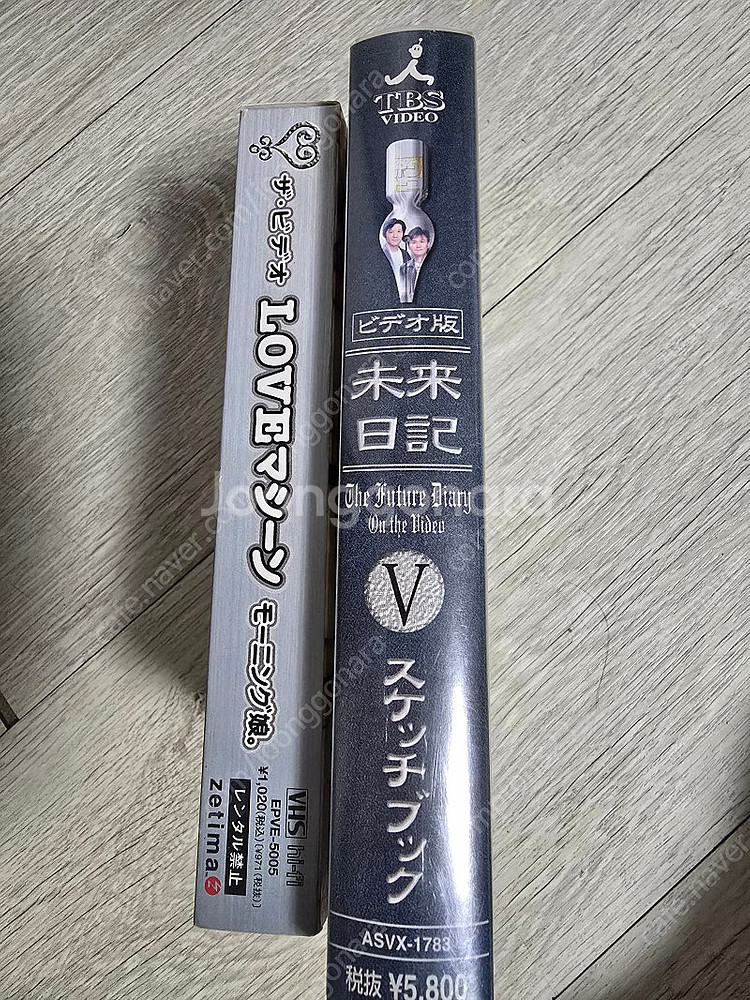 ザ・ビデオ
LOVEマシーン
モーニング娘。
VHS hi-fi
EPVE-5005
¥1,020(税込)(¥971(税抜))
レンタル禁止
zetima
TBS
VIDEO
ビデオ版
未来
日記
The Future Diary
On the Video
V
スケッチブック
ASVX-1783
税抜 ¥5,800
Joonggonara